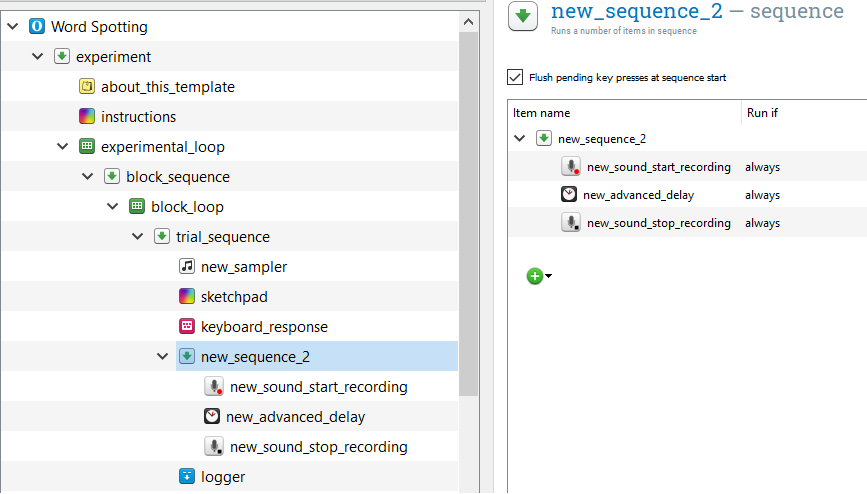 Word Spotting
experiment
about_this_template
instructions
experimental_loop
block_sequence
block_loop
trial_sequence
new_sampler
sketchpad
keyboard_response
new_sequence_2
new_sound_start_recording
new_advanced_delay
new_sound_stop_recording
logger
new_sequence_2 — sequence
Runs a number of items in sequence
Flush pending key presses at sequence start
Item name Run if
new_sequence_2
new_sound_start_recording always
new_advanced_delay always
new_sound_stop_recording always